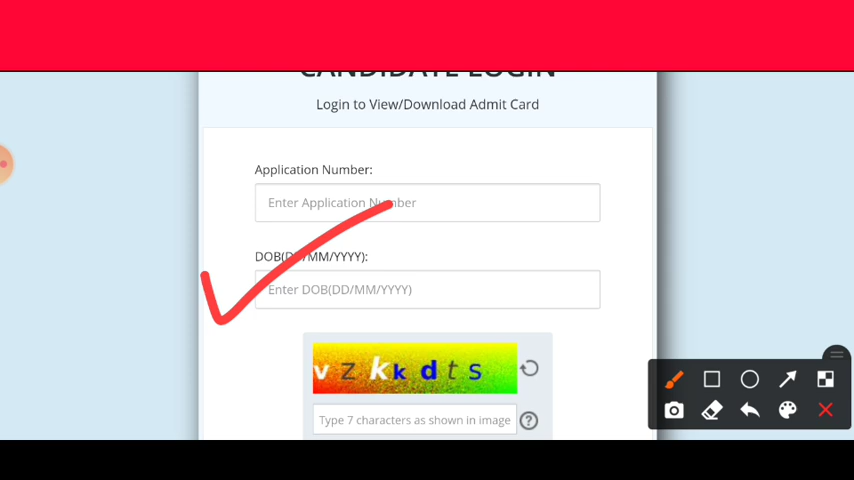 CANDIDATE LOGIN
Login to View/Download Admit Card
Application Number:
Enter Application Number
DOB(DD/MM/YYYY):
Enter DOB(DD/MM/YYYY)
v z k k d t s
Type 7 characters as shown in image